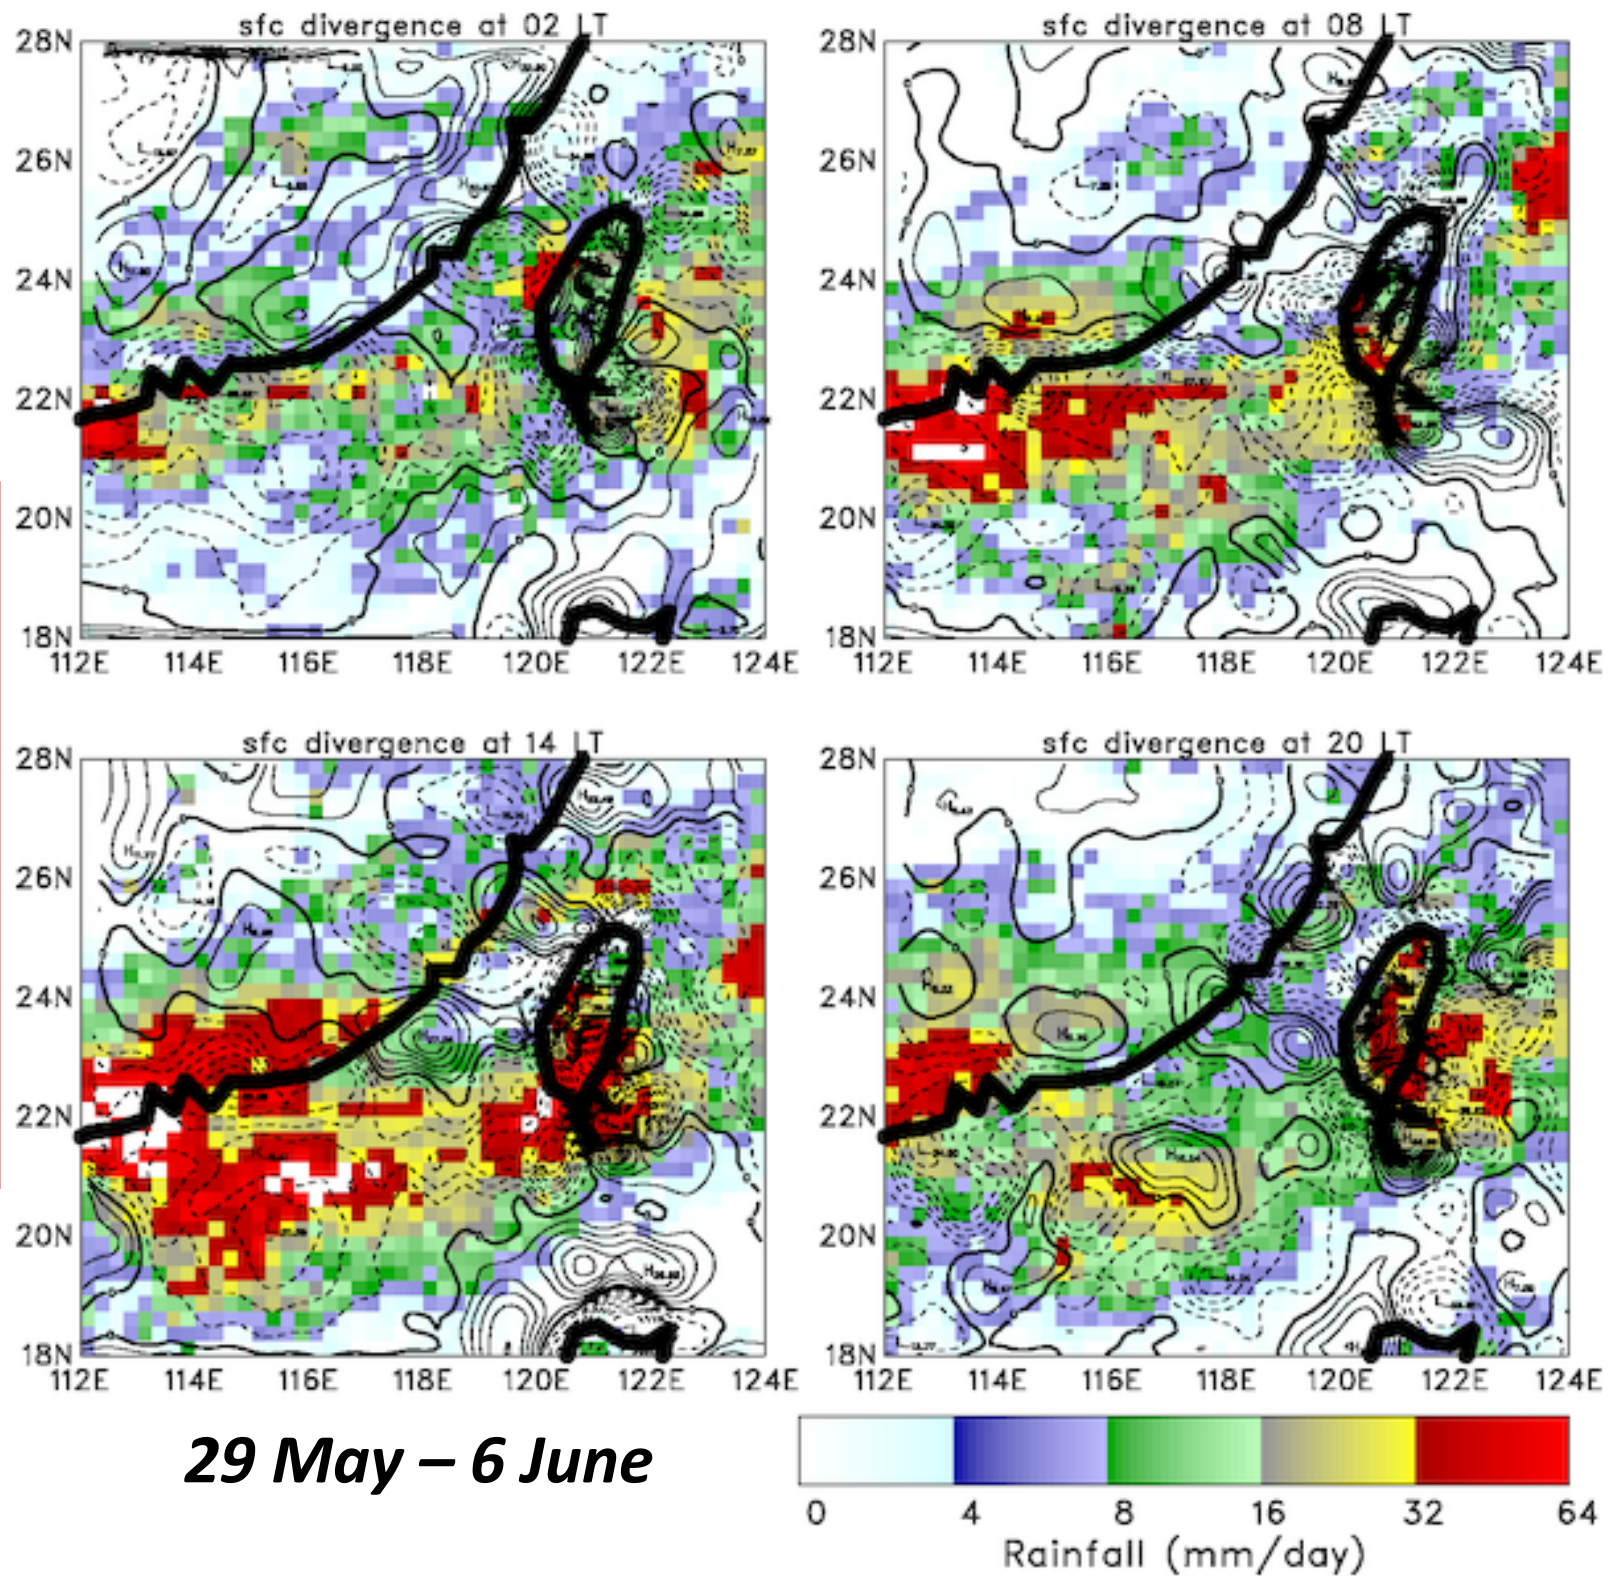 sfc divergence at 02 LT
28N
26N
24N
22N
20N
18N
112E 114E 116E 118E 120E 122E 124E
sfc divergence at 08 LT
28N
26N
24N
22N
20N
18N
112E 114E 116E 118E 120E 122E 124E
sfc divergence at 14 LT
28N
26N
24N
22N
20N
18N
112E 114E 116E 118E 120E 122E 124E
sfc divergence at 20 LT
28N
26N
24N
22N
20N
18N
112E 114E 116E 118E 120E 122E 124E
29 May – 6 June
0 4 8 16 32 64
Rainfall (mm/day)